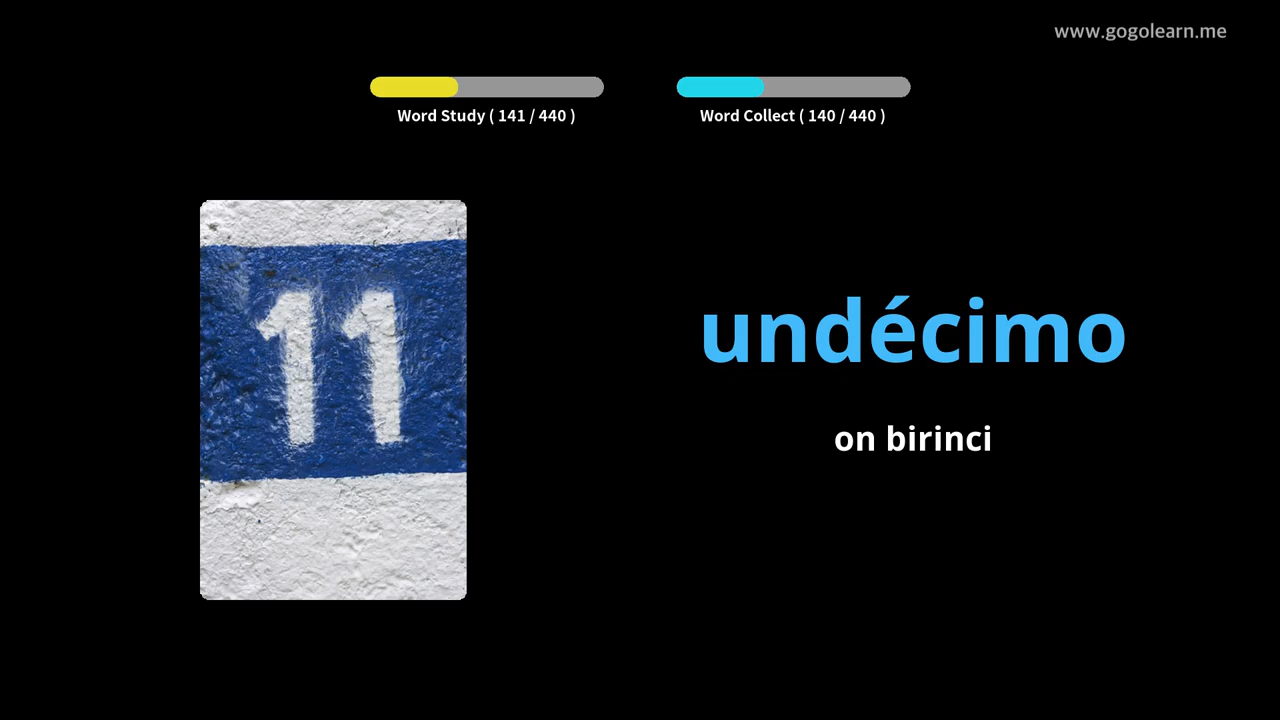 www.gogolearn.me
Word Study ( 141 / 440 )
Word Collect ( 140 / 440 )
11
undécimo
on birinci